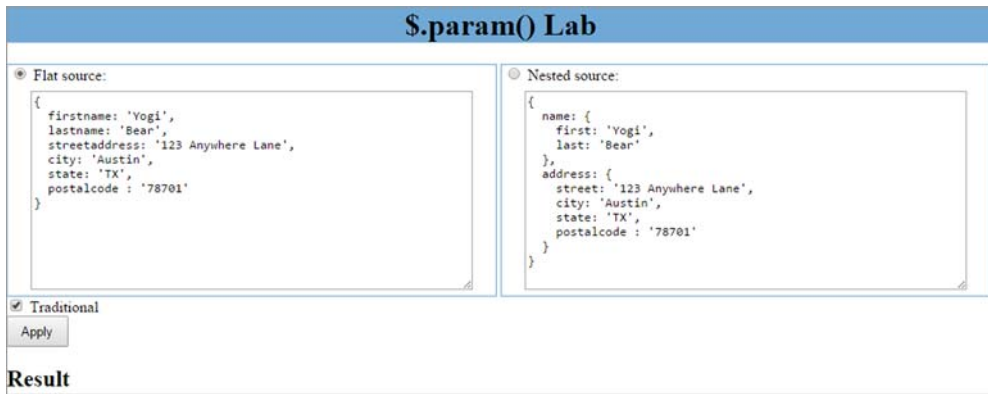 $.param() Lab
Flat source:
{
  firstname: 'Yogi',
  lastname: 'Bear',
  streetaddress: '123 Anywhere Lane',
  city: 'Austin',
  state: 'TX',
  postalcode : '78701'
}
Nested source:
{
  name: {
    first: 'Yogi',
    last: 'Bear'
  },
  address: {
    street: '123 Anywhere Lane',
    city: 'Austin',
    state: 'TX',
    postalcode : '78701'
  }
}
Traditional
Apply
Result